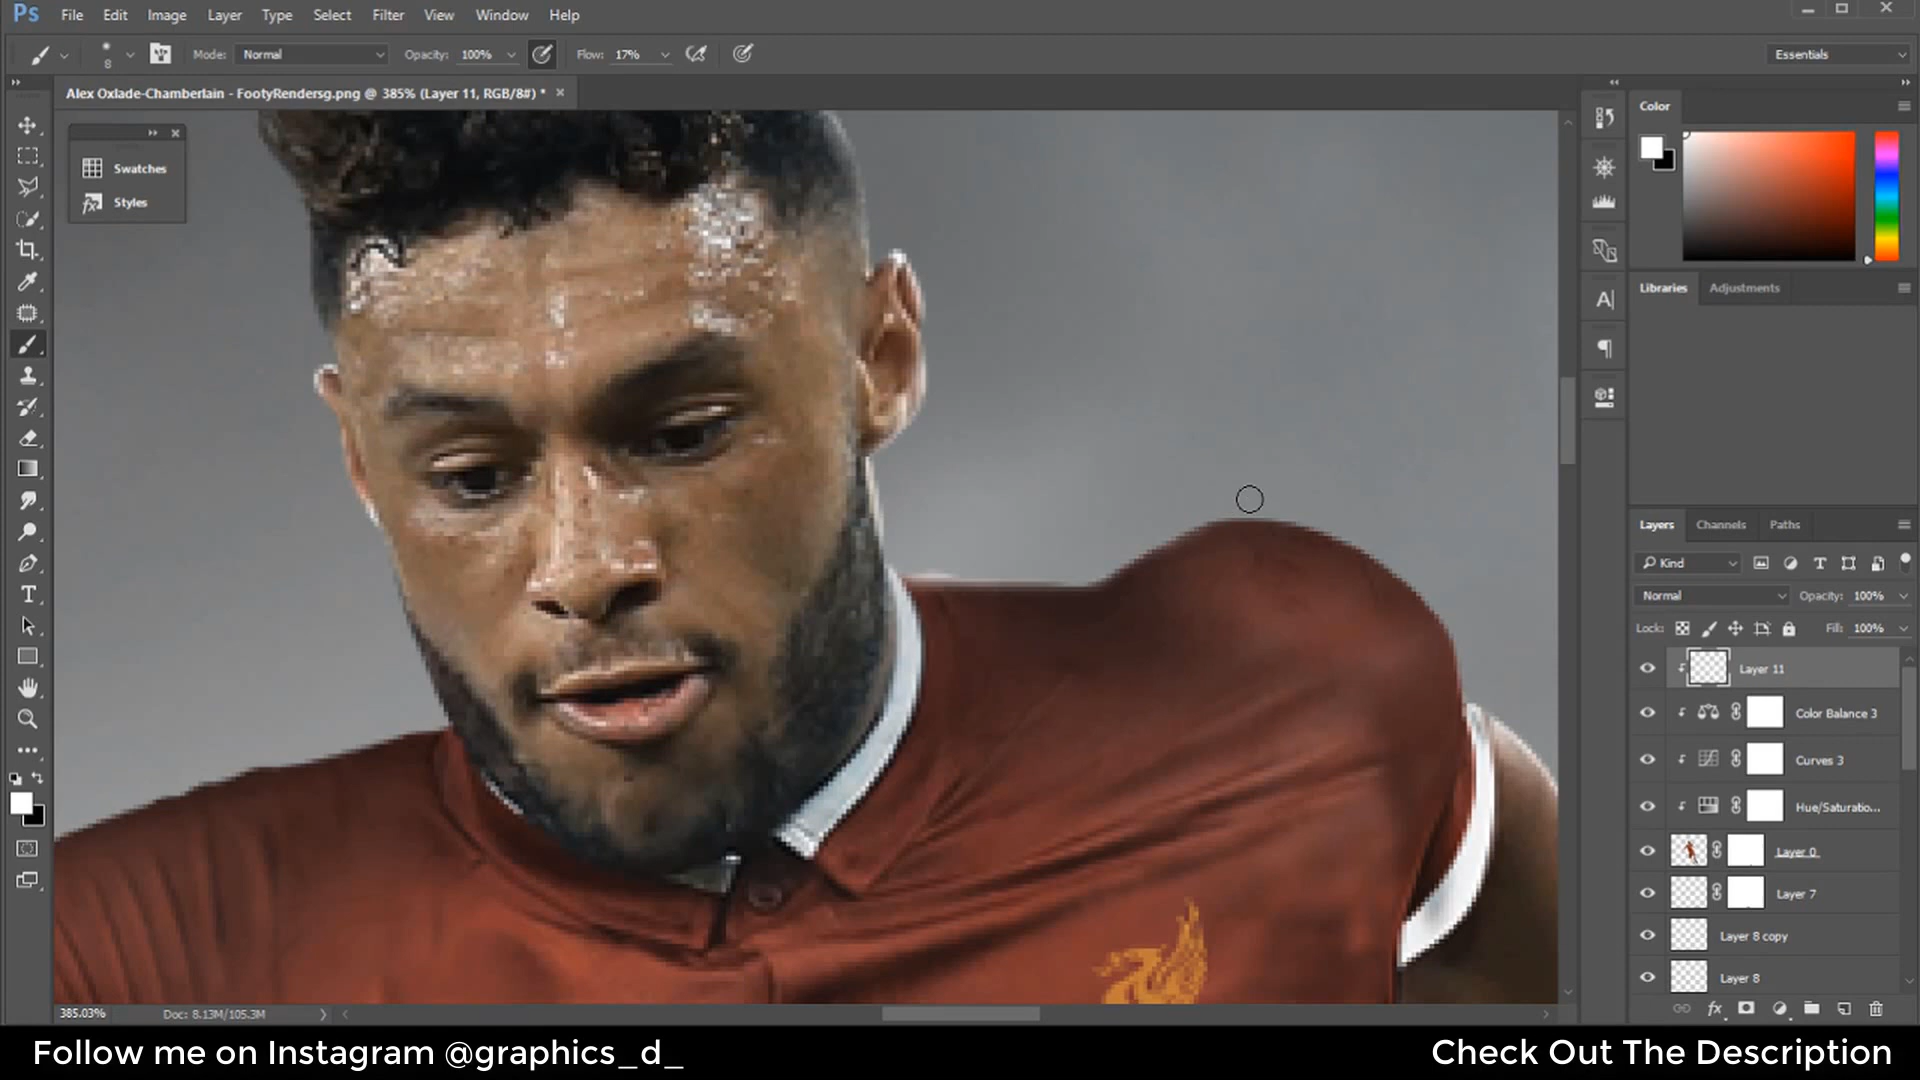 Ps File Edit Image Layer Type Select Filter View Window Help
8 Mode: Normal Opacity: 100% Flow: 17% Essentials
Alex Oxlade-Chamberlain - FootyRendersg.png @ 385% (Layer 11, RGB/8#) *
Swatches
Styles
Color
Libraries Adjustments
Layers Channels Paths
Kind
Normal Opacity: 100%
Lock: Fill: 100%
Layer 11
Color Balance 3
Curves 3
Hue/Saturatio...
Layer 0
Layer 7
Layer 8 copy
Layer 8
385.03% Doc: 8.13M/105.3M
Follow me on Instagram @graphics_d_ Check Out The Description